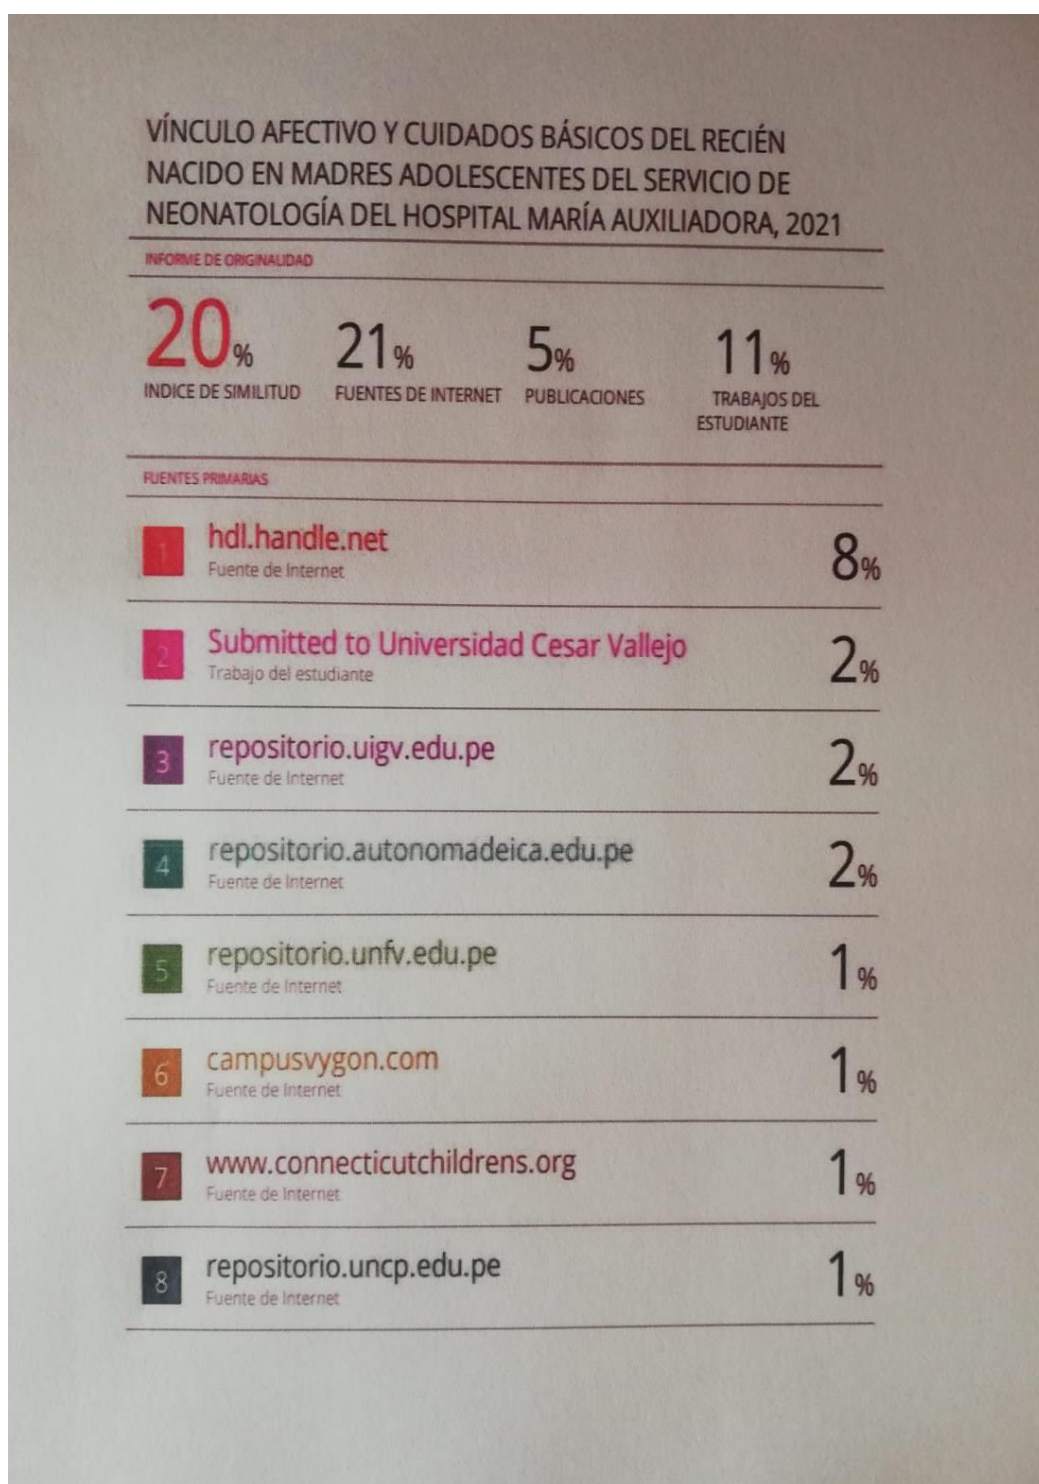 VÍNCULO AFECTIVO Y CUIDADOS BÁSICOS DEL RECIÉN
NACIDO EN MADRES ADOLESCENTES DEL SERVICIO DE
NEONATOLOGÍA DEL HOSPITAL MARÍA AUXILIADORA, 2021
INFORME DE ORIGINALIDAD
20% 21% 5% 11%
INDICE DE SIMILITUD FUENTES DE INTERNET PUBLICACIONES TRABAJOS DEL
ESTUDIANTE
FUENTES PRIMARIAS
1 hdl.handle.net 8%
Fuente de Internet
2 Submitted to Universidad Cesar Vallejo 2%
Trabajo del estudiante
3 repositorio.uigv.edu.pe 2%
Fuente de Internet
4 repositorio.autonomadeica.edu.pe 2%
Fuente de Internet
5 repositorio.unfv.edu.pe 1%
Fuente de Internet
6 campusvygon.com 1%
Fuente de Internet
7 www.connecticutchildrens.org 1%
Fuente de Internet
8 repositorio.uncp.edu.pe 1%
Fuente de Internet